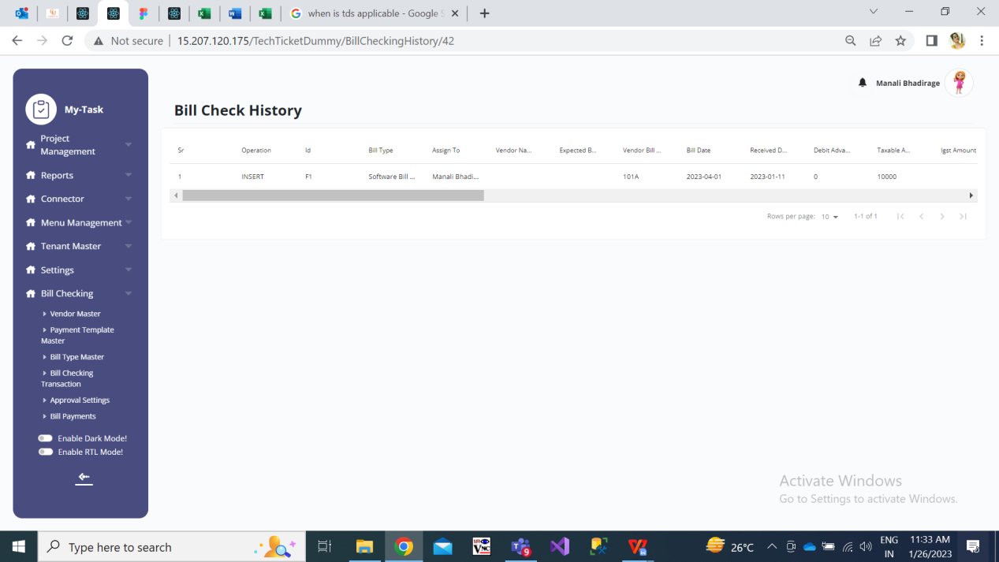 when is tds applicable - Google S
Not secure
15.207.120.175/TechTicketDummy/BillCheckingHistory/42
My-Task
Project
Management
Reports
Connector
Menu Management
Tenant Master
Settings
Bill Checking
Vendor Master
Payment Template
Master
Bill Type Master
Bill Checking
Transaction
Approval Settings
Bill Payments
Enable Dark Mode!
Enable RTL Mode!
Manali Bhadirage
Bill Check History
Sr Operation Id Bill Type Assign To Vendor Na... Expected B... Vendor Bill ... Bill Date Received D... Debit Adva... Taxable A... Igst Amount
1 INSERT F1 Software Bill ... Manali Bhadi... 101A 2023-04-01 2023-01-11 0 10000
Rows per page: 10 1-1 of 1
Activate Windows
Go to Settings to activate Windows.
Type here to search
VNC
9
26°C
ENG
IN
11:33 AM
1/26/2023